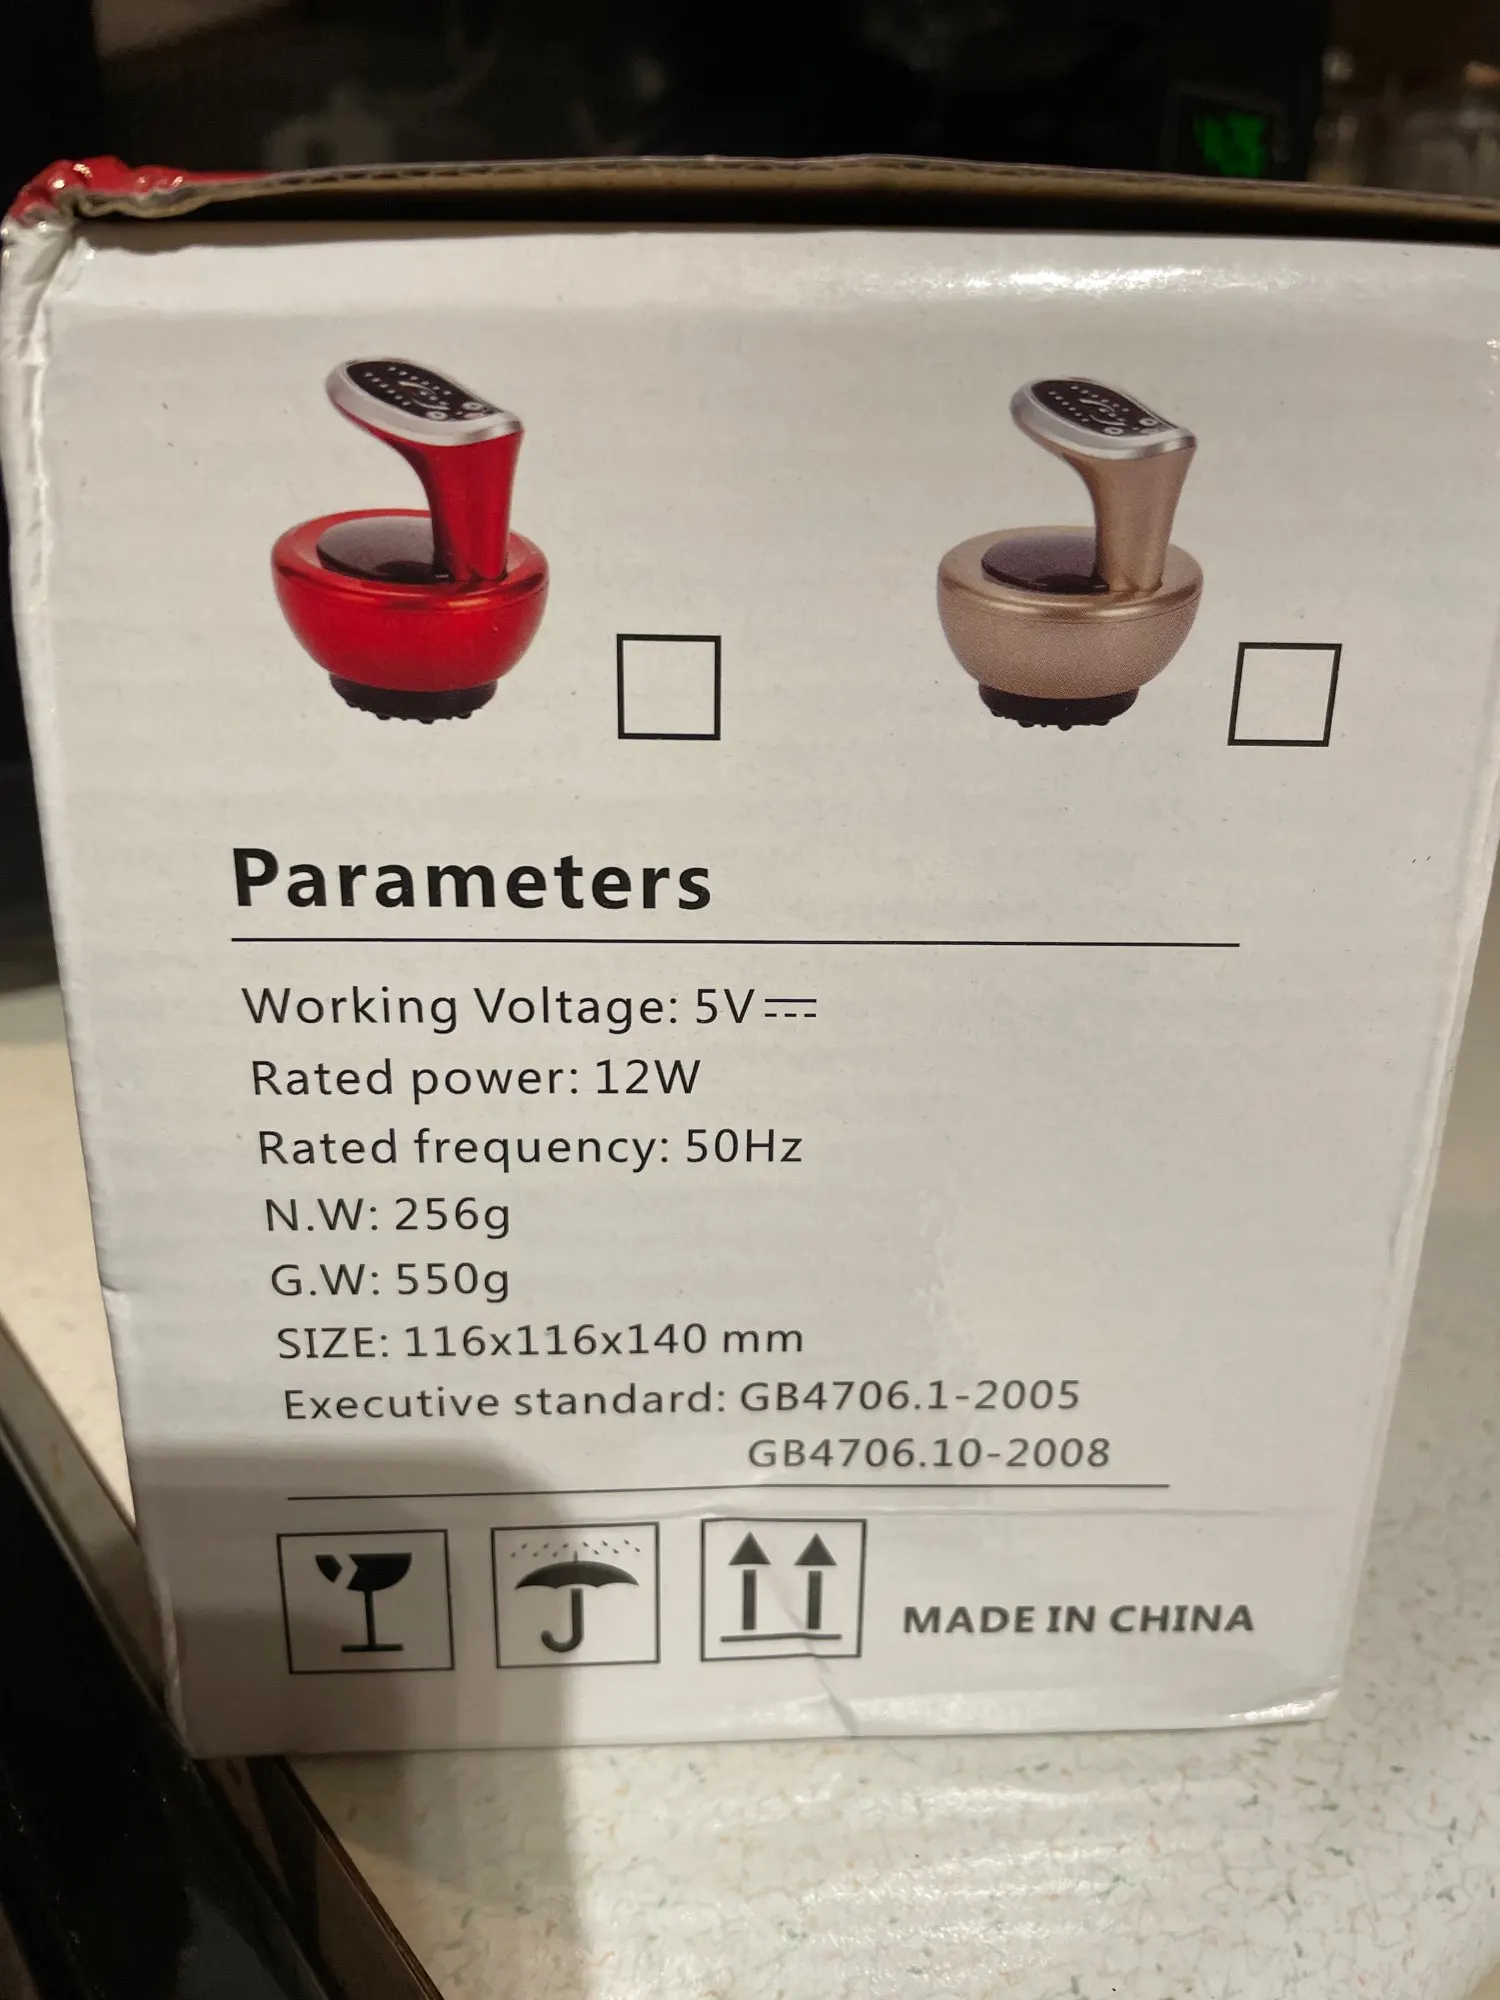 Parameters
Working Voltage: 5V⎓
Rated power: 12W
Rated frequency: 50Hz
N.W: 256g
G.W: 550g
SIZE: 116x116x140 mm
Executive standard: GB4706.1-2005
GB4706.10-2008
MADE IN CHINA